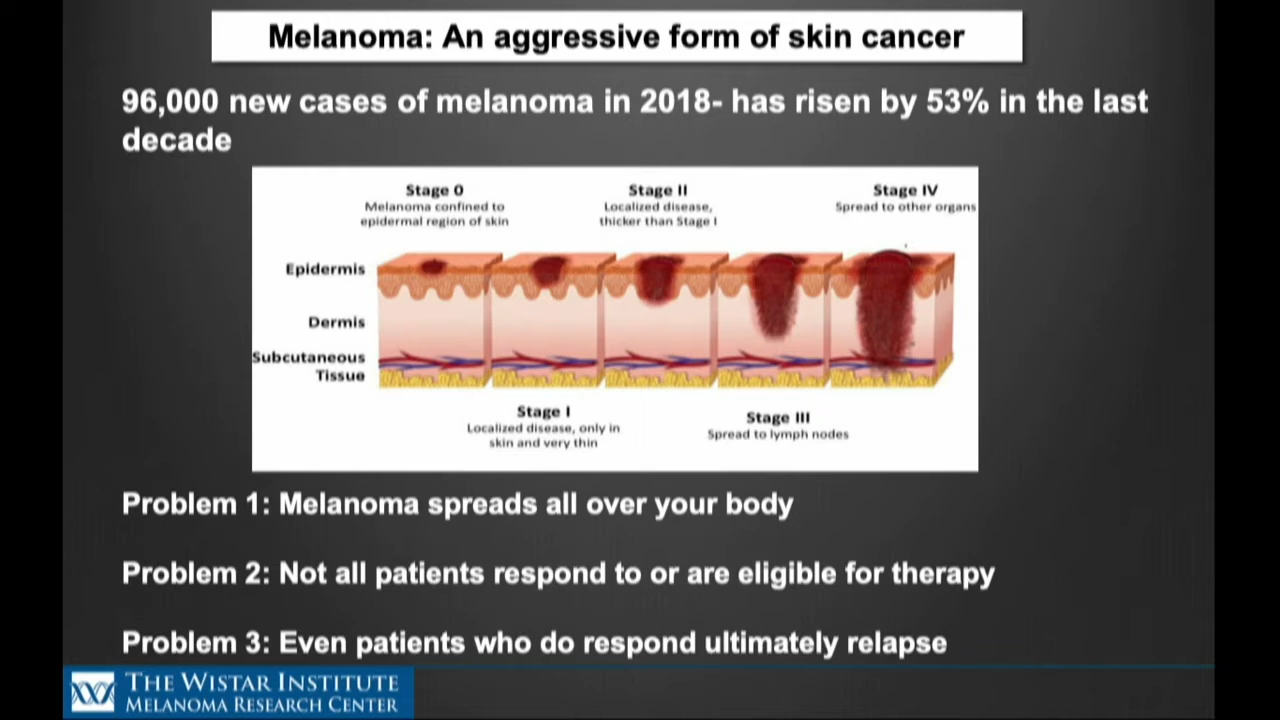 Melanoma: An aggressive form of skin cancer
96,000 new cases of melanoma in 2018- has risen by 53% in the last
decade
Stage 0
Melanoma confined to
epidermal region of skin
Stage II
Localized disease,
thicker than Stage I
Stage IV
Spread to other organs
Epidermis
Dermis
Subcutaneous
Tissue
Stage I
Localized disease, only in
skin and very thin
Stage III
Spread to lymph nodes
Problem 1: Melanoma spreads all over your body
Problem 2: Not all patients respond to or are eligible for therapy
Problem 3: Even patients who do respond ultimately relapse
THE WISTAR INSTITUTE
MELANOMA RESEARCH CENTER